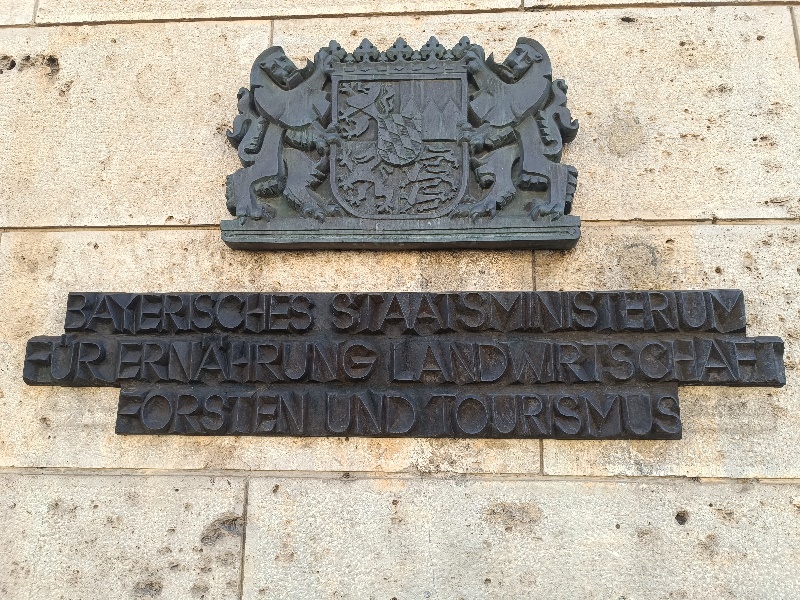 BAYERISCHES STAATSMINISTERIUM
FÜR ERNÄHRUNG LANDWIRTSCHAFT
FORSTEN UND TOURISMUS